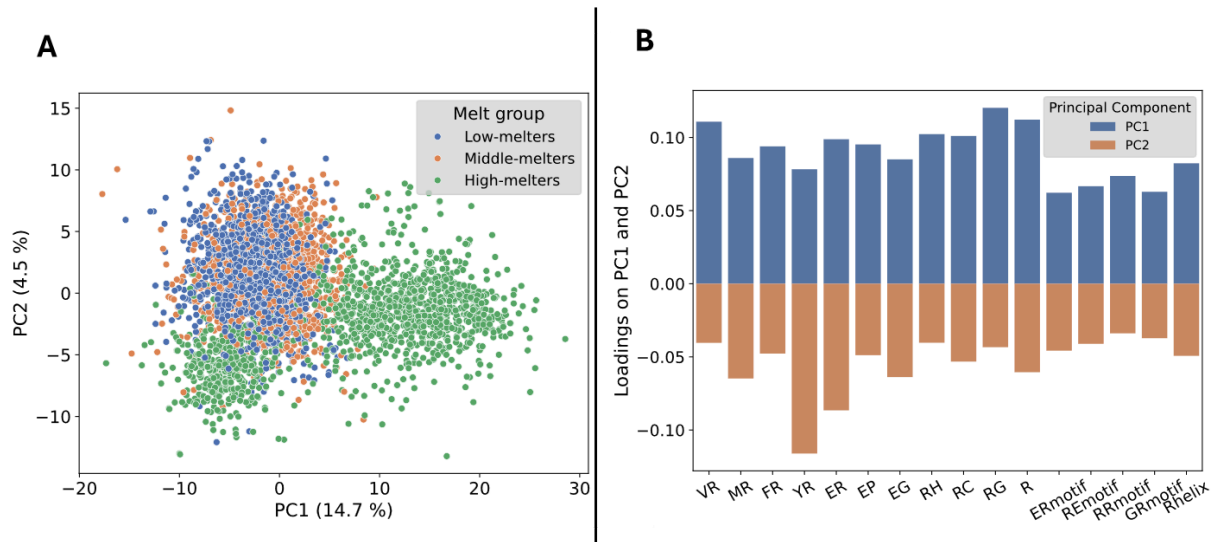 A
PC2 (4.5 %)
15
10
5
0
−5
−10
Melt group
Low-melters
Middle-melters
High-melters
−20
−10
0
10
20
30
PC1 (14.7 %)
B
Loadings on PC1 and PC2
0.10
0.05
0.00
−0.05
−0.10
Principal Component
PC1
PC2
VR
MR
FR
YR
ER
EP
EG
RH
RC
RG
R
ERmotif
REmotif
RRmotif
GRmotif
Rhelix